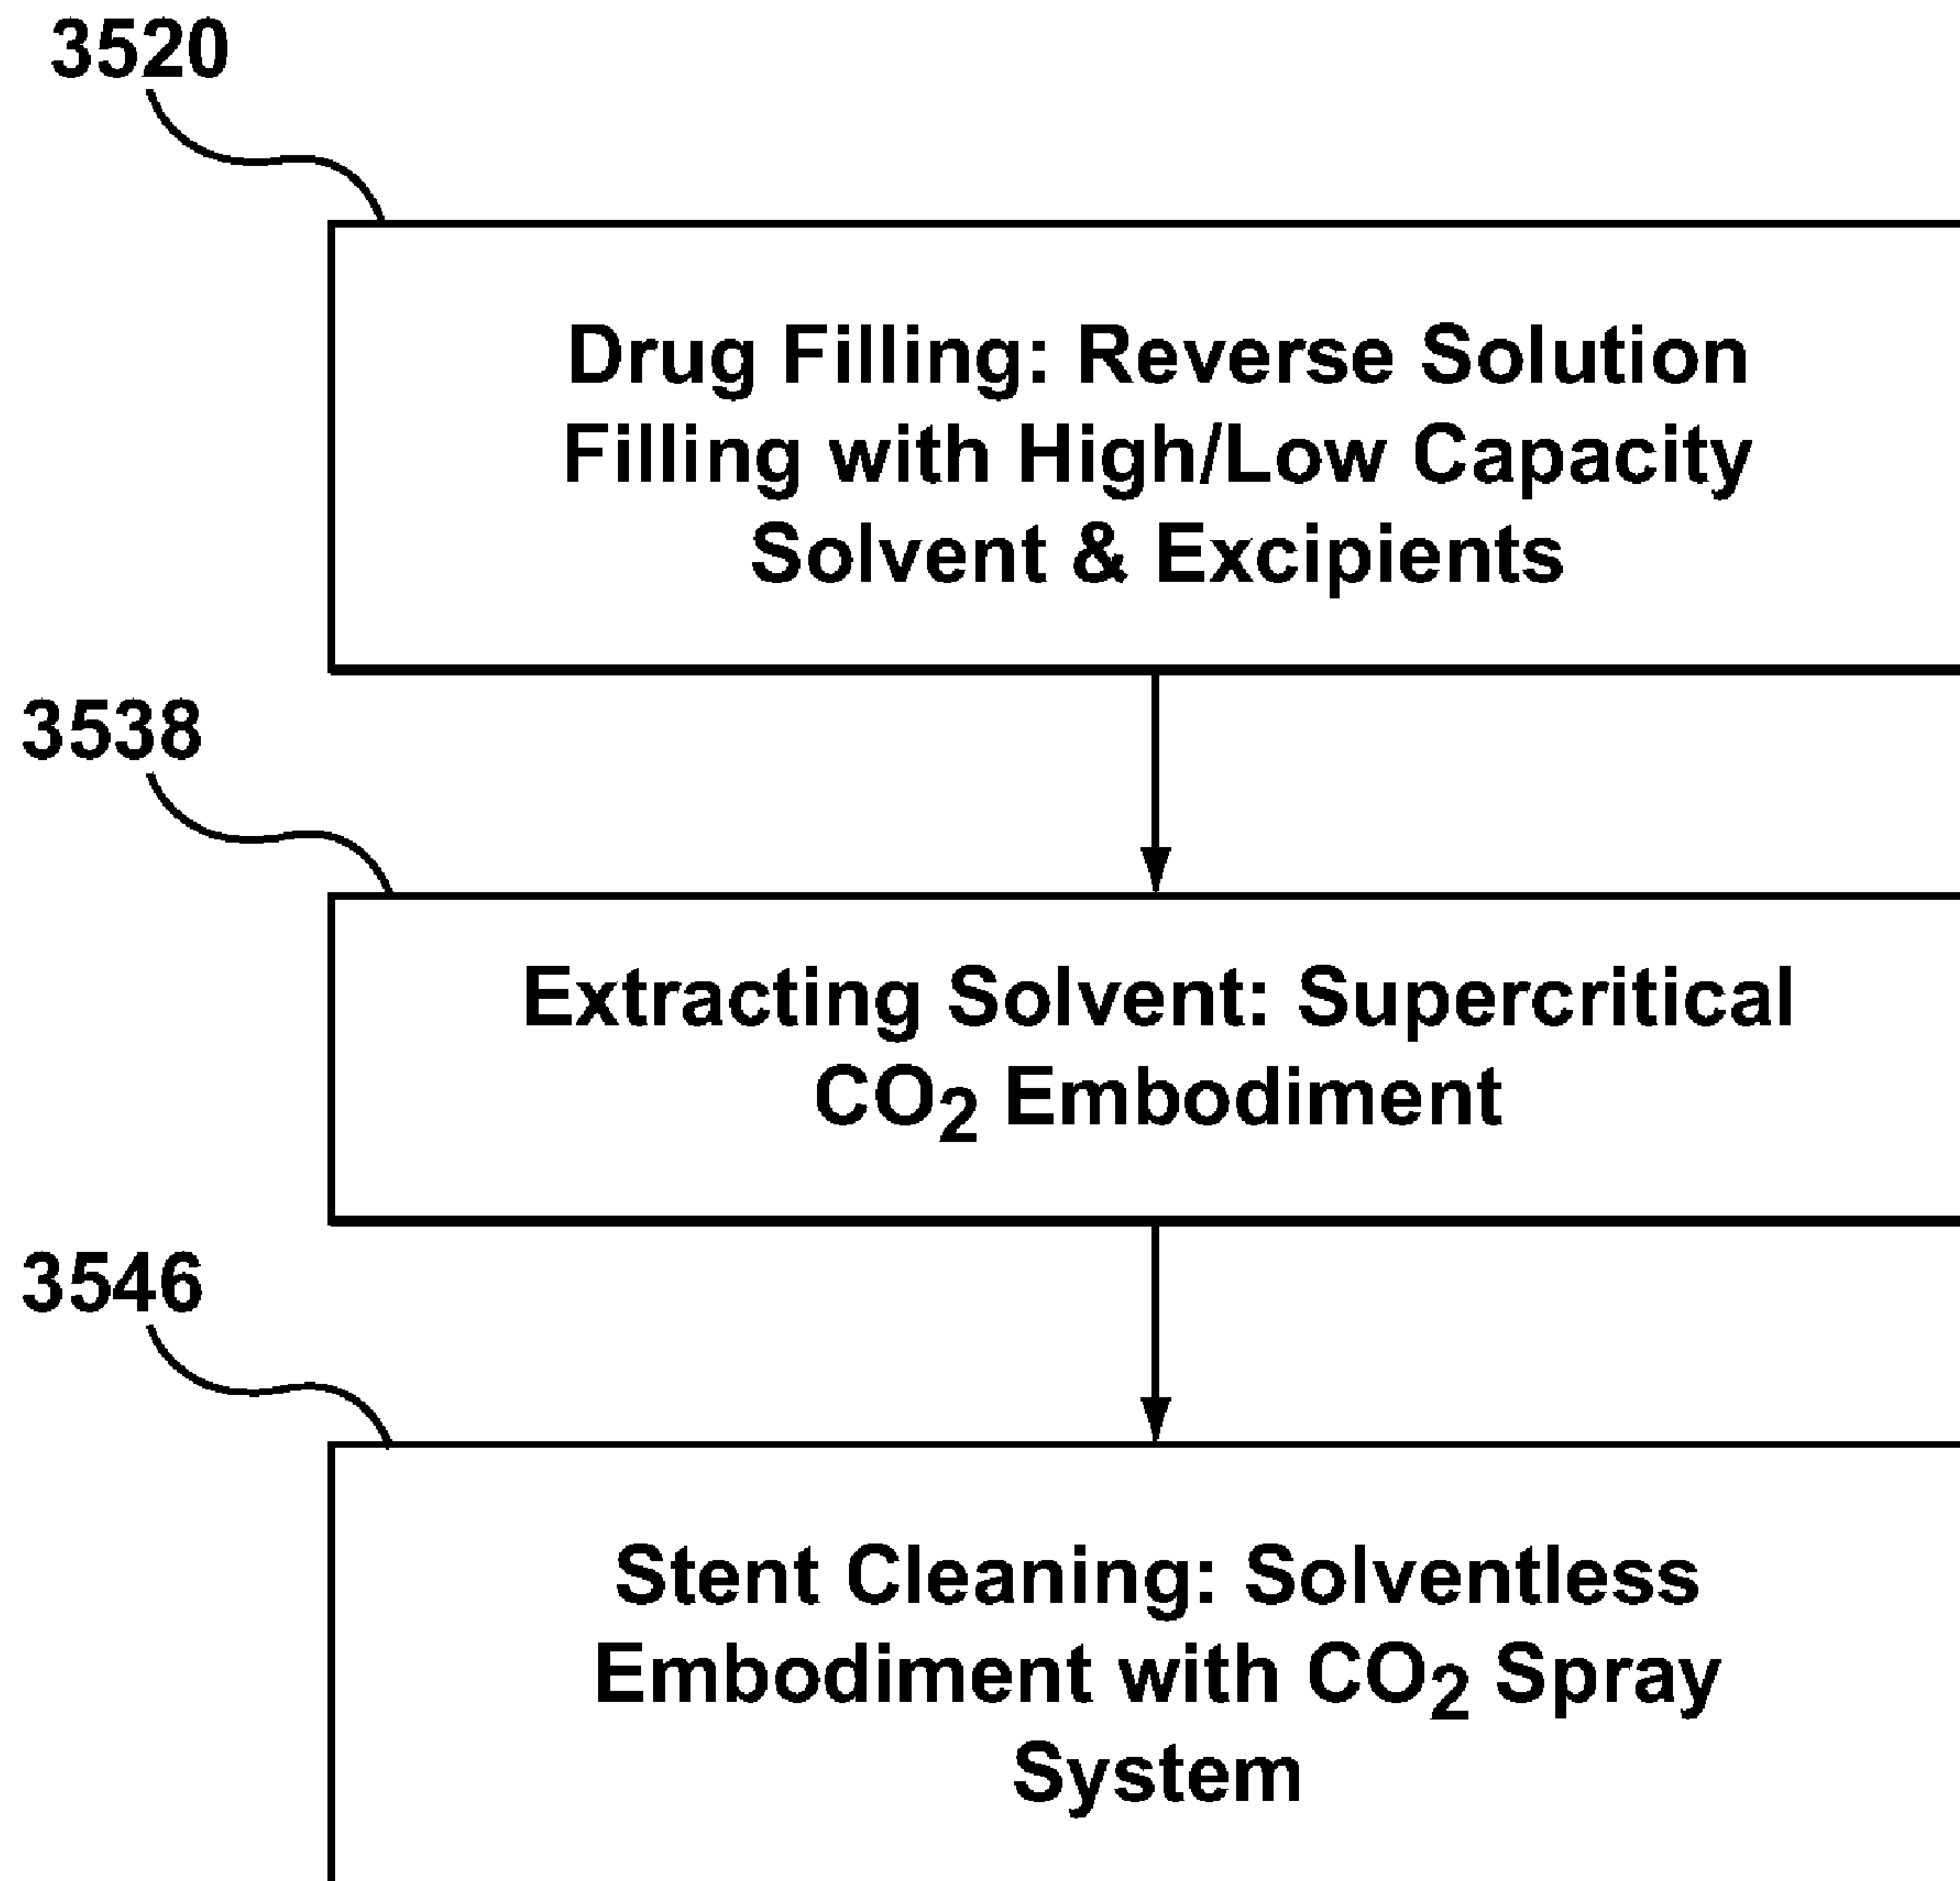 3520
Drug Filling: Reverse Solution
Filling with High/Low Capacity
Solvent & Excipients
3538
Extracting Solvent: Supercritical
CO₂ Embodiment
3546
Stent Cleaning: Solventless
Embodiment with CO₂ Spray
System